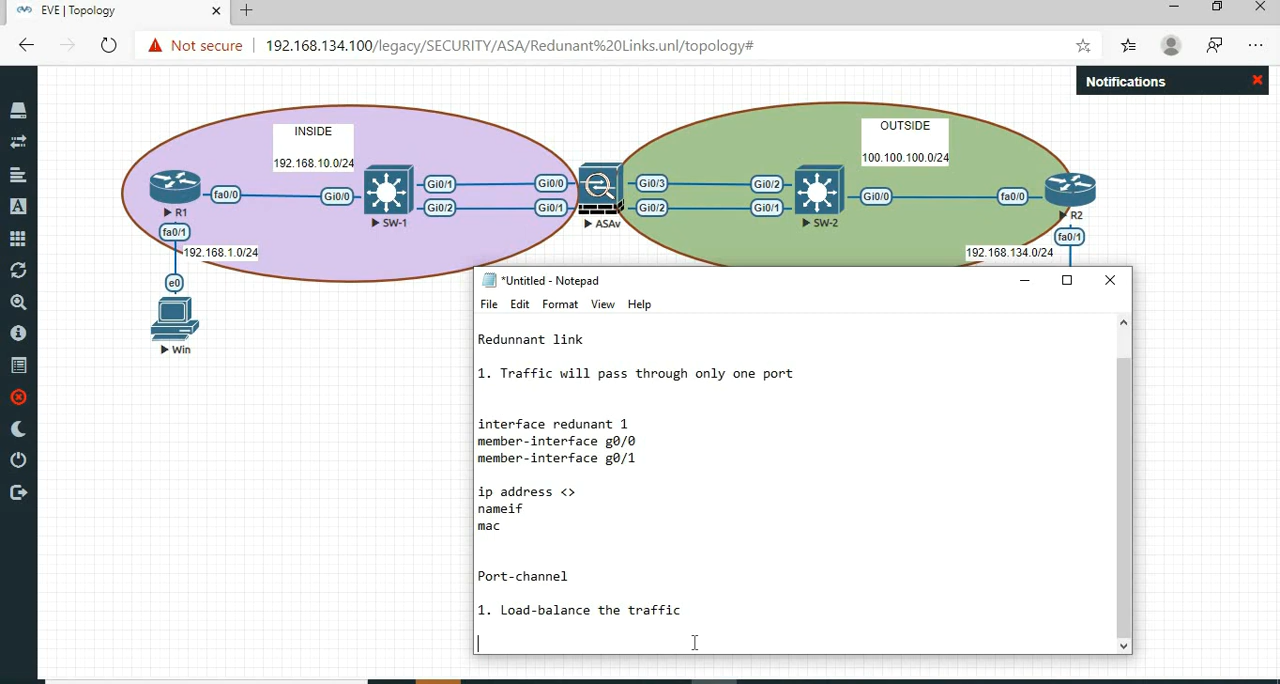 EVE | Topology
Not secure
192.168.134.100/legacy/SECURITY/ASA/Redunant%20Links.unl/topology#
Notifications
INSIDE
192.168.10.0/24
OUTSIDE
100.100.100.0/24
R1
fa0/0
Gi0/0
SW-1
Gi0/1
Gi0/2
Gi0/0
Gi0/1
ASAv
Gi0/3
Gi0/2
Gi0/2
Gi0/1
SW-2
Gi0/0
fa0/0
R2
fa0/1
192.168.1.0/24
192.168.134.0/24
fa0/1
e0
Win
*Untitled - Notepad
File Edit Format View Help
Redunnant link
1. Traffic will pass through only one port
interface redunant 1
member-interface g0/0
member-interface g0/1
ip address <>
nameif
mac
Port-channel
1. Load-balance the traffic